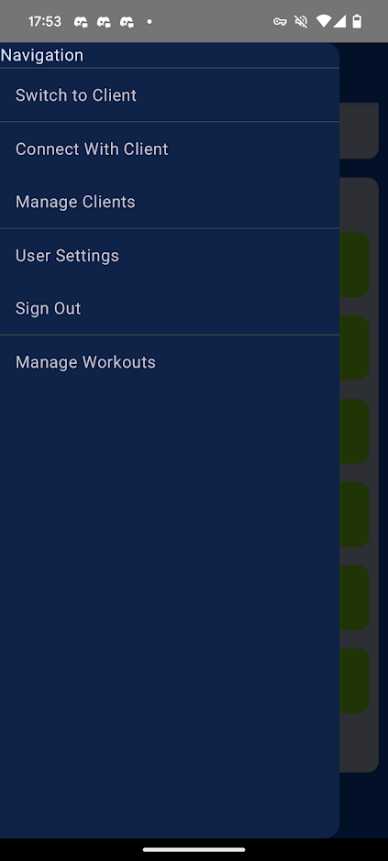 17:53
Navigation
Switch to Client
Connect With Client
Manage Clients
User Settings
Sign Out
Manage Workouts